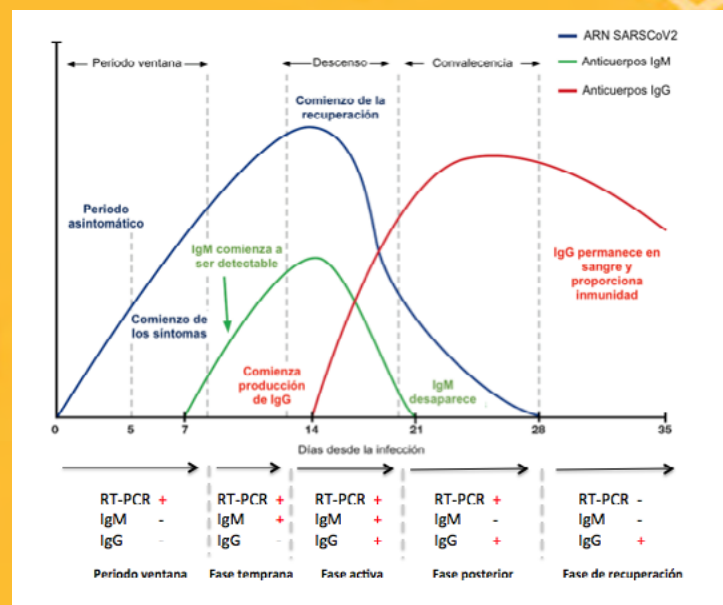 ARN SARSCoV2
Anticuerpos IgM
Anticuerpos IgG
Período ventana
Descenso
Convalecencia
Comienzo de la
recuperación
Periodo
asintomático
IgM comienza a
ser detectable
IgG permanece en
sangre y
proporciona
inmunidad
Comienzo de
los síntomas
Comienza
producción
de IgG
IgM
desaparece
0 5 7 14 21 28 35
Días desde la infección
RT-PCR + RT-PCR + RT-PCR + RT-PCR + RT-PCR -
IgM - IgM + IgM + IgM - IgM -
IgG - IgG - IgG + IgG + IgG +
Periodo ventana Fase temprana Fase activa Fase posterior Fase de recuperación